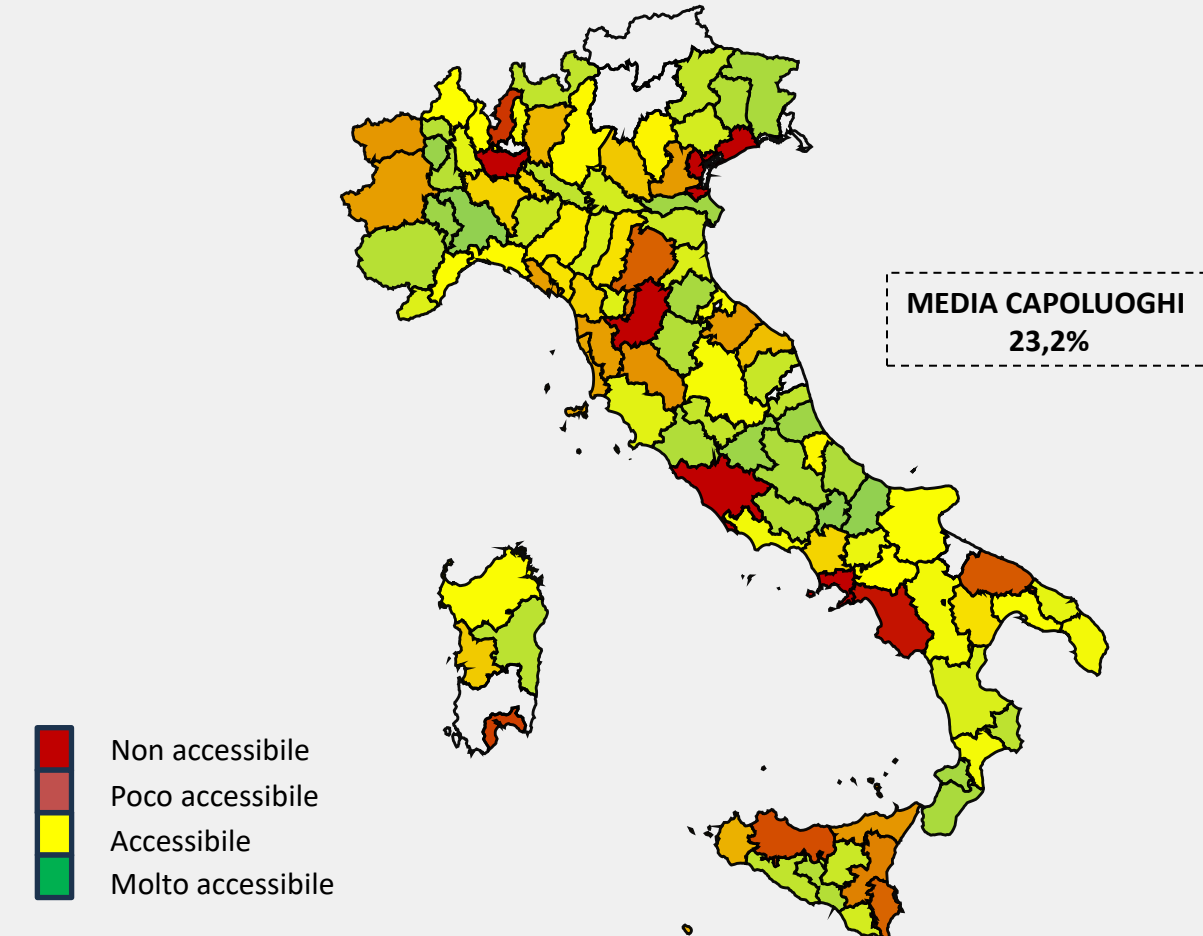 MEDIA CAPOLUOGHI
23,2%
Non accessibile
Poco accessibile
Accessibile
Molto accessibile